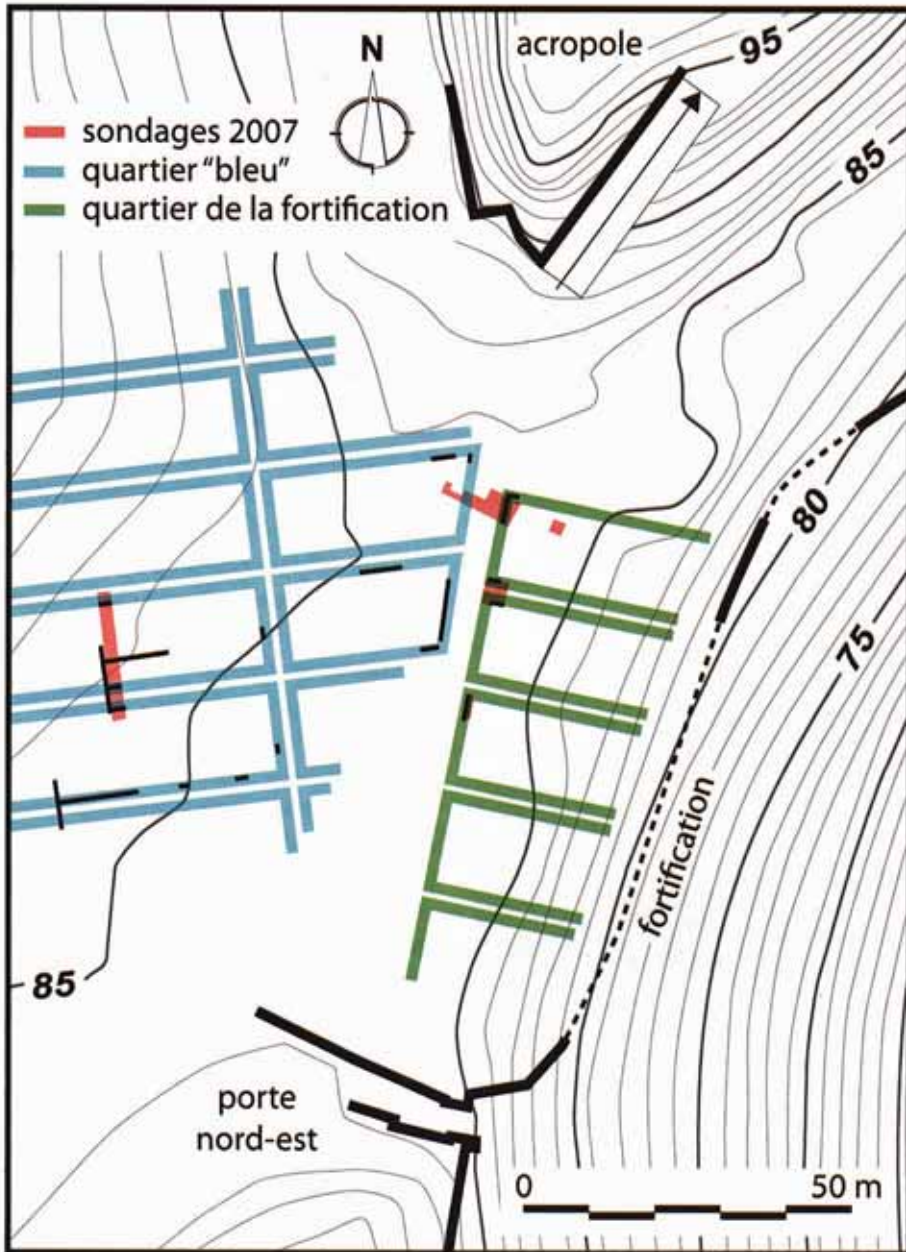 acropole
95
N
85
sondages 2007
quartier "bleu"
quartier de la fortification
80
75
fortification
85
porte
nord-est
0 50 m